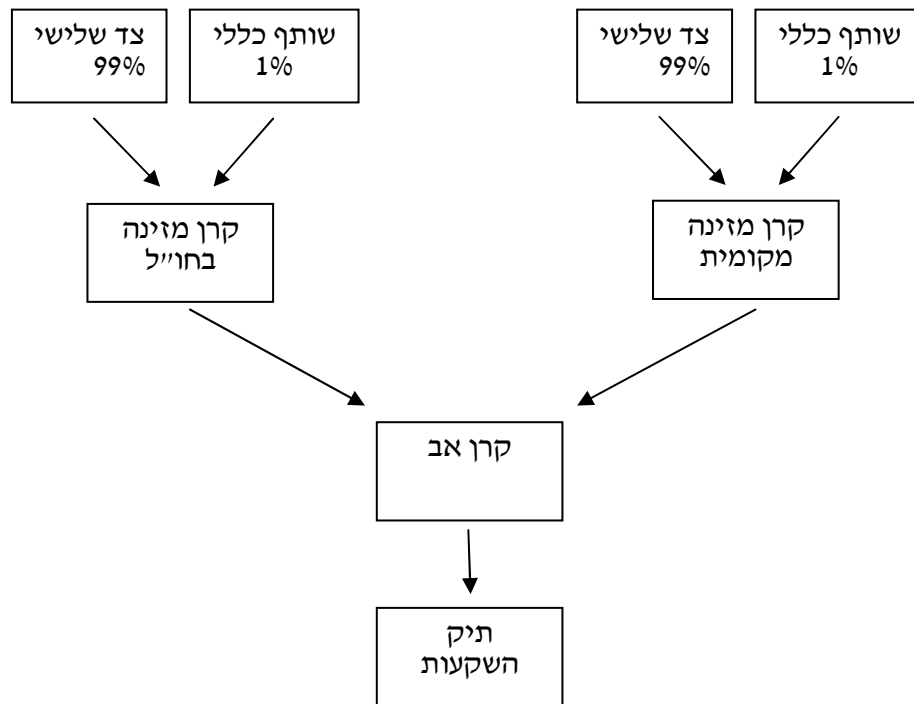 צד שלישי
99%
שותף כללי
1%
צד שלישי
99%
שותף כללי
1%
קרן מזינה
בחו״ל
קרן מזינה
מקומית
קרן אב
תיק
השקעות